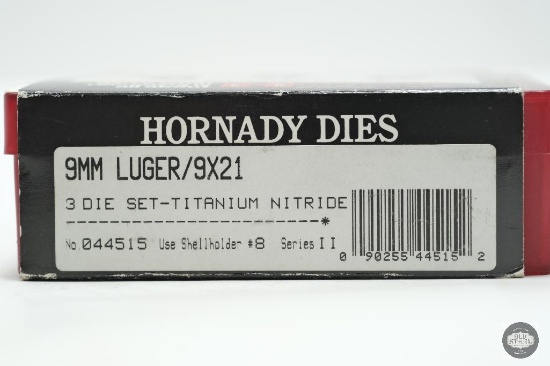 HORNADY DIES
9MM LUGER/9X21
3 DIE SET-TITANIUM NITRIDE
---------------------------*
No 044515 Use Shellholder #8 Series II
0 90255 44515 2